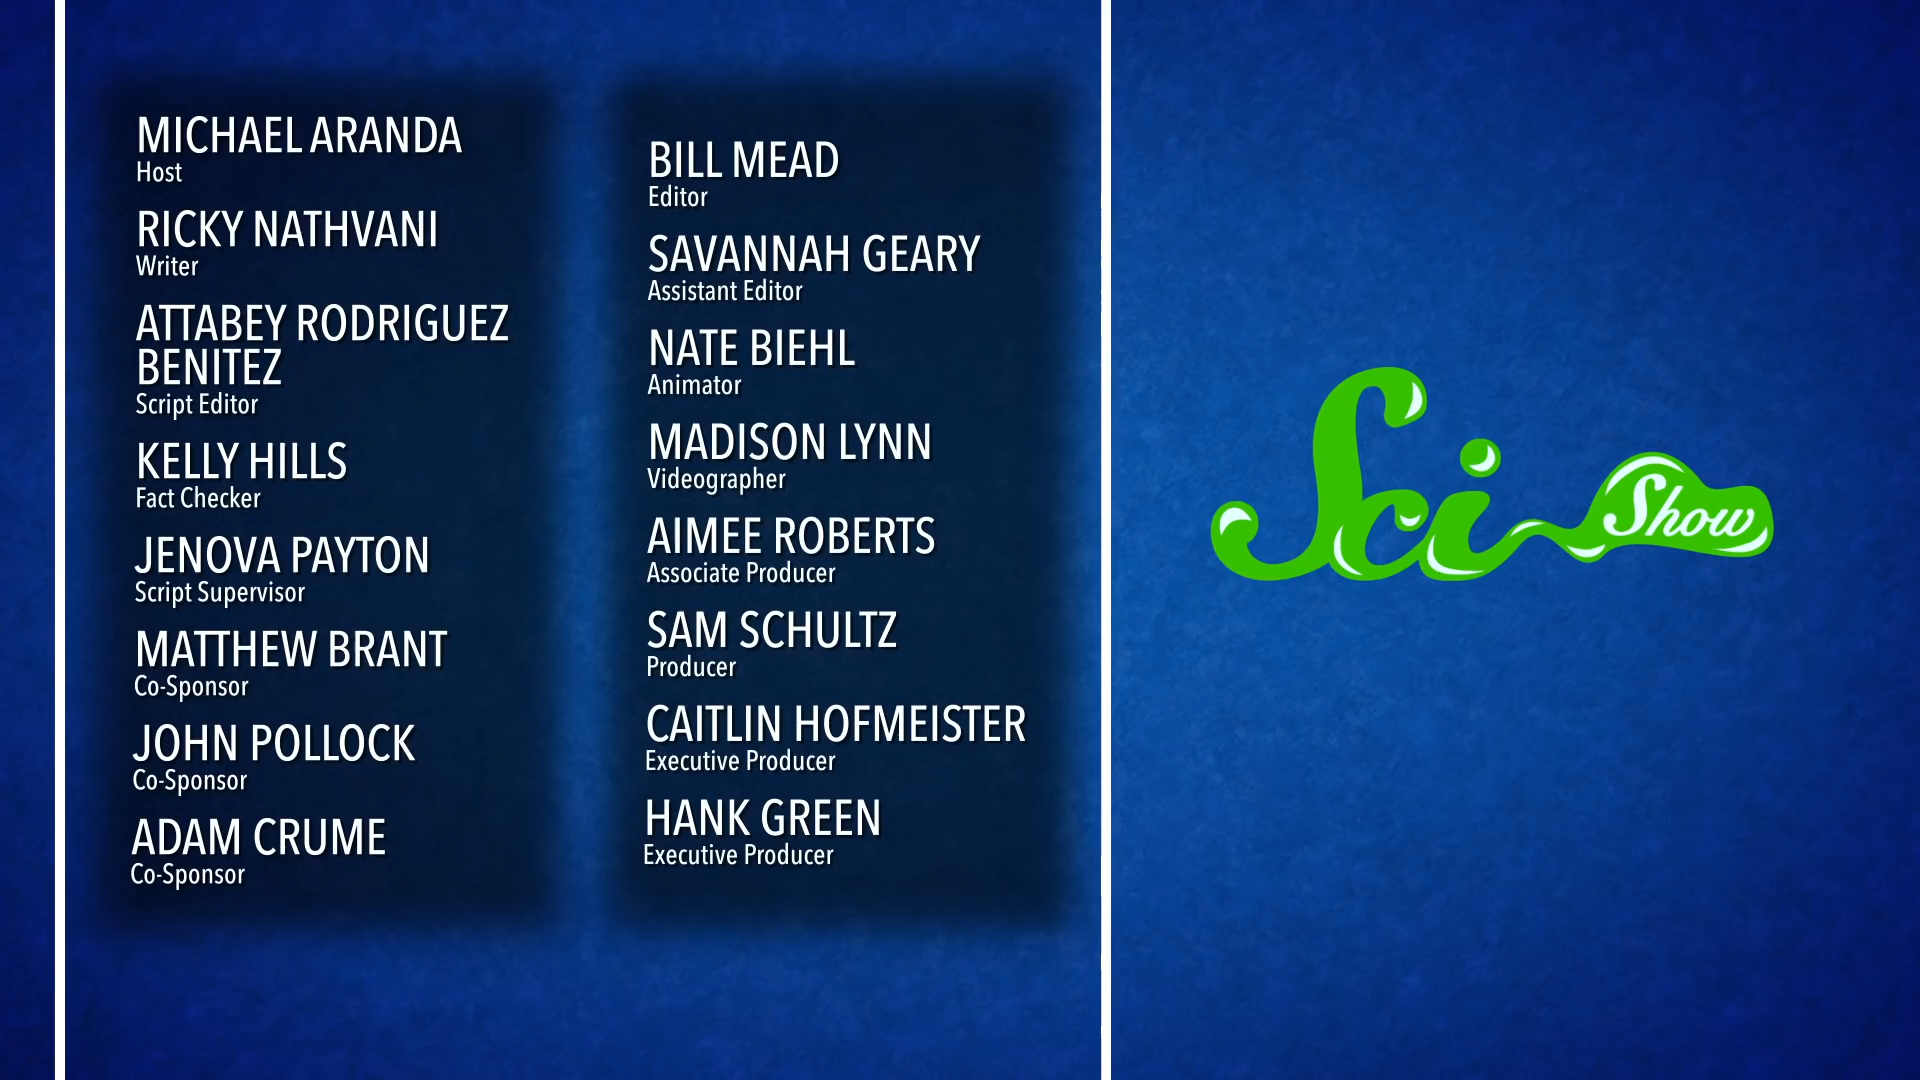 MICHAEL ARANDA
Host
RICKY NATHVANI
Writer
ATTABEY RODRIGUEZ
BENITEZ
Script Editor
KELLY HILLS
Fact Checker
JENOVA PAYTON
Script Supervisor
MATTHEW BRANT
Co-Sponsor
JOHN POLLOCK
Co-Sponsor
ADAM CRUME
Co-Sponsor
BILL MEAD
Editor
SAVANNAH GEARY
Assistant Editor
NATE BIEHL
Animator
MADISON LYNN
Videographer
AIMEE ROBERTS
Associate Producer
SAM SCHULTZ
Producer
CAITLIN HOFMEISTER
Executive Producer
HANK GREEN
Executive Producer
Sci Show